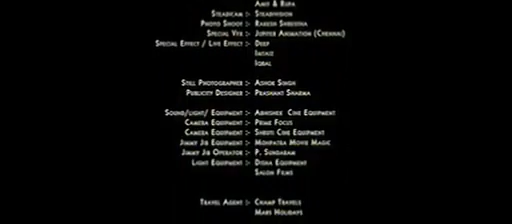 Amit & Rupa
Steadicam :- Steadivision
Photo Shoot :- Rakesh Shrestha
Special Vfx :- Jupiter Animation (Chennai)
Special Effect / Live Effect :- Deep
Imtiaz
Iqbal
Still Photographer :- Ashok Singh
Publicity Designer :- Prashant Sharma
Sound/Light/ Equipment :- Abhishek Cine Equipment
Camera Equipment :- Prime Focus
Camera Equipment :- Shruti Cine Equipment
Jimmy Jib Equipment :- Mohpatra Movie Magic
Jimmy Jib Operator :- P. Sundaram
Light Equipment :- Disha Equipment
Salon Films
Travel Agent :- Champ Travels
Mars Holidays